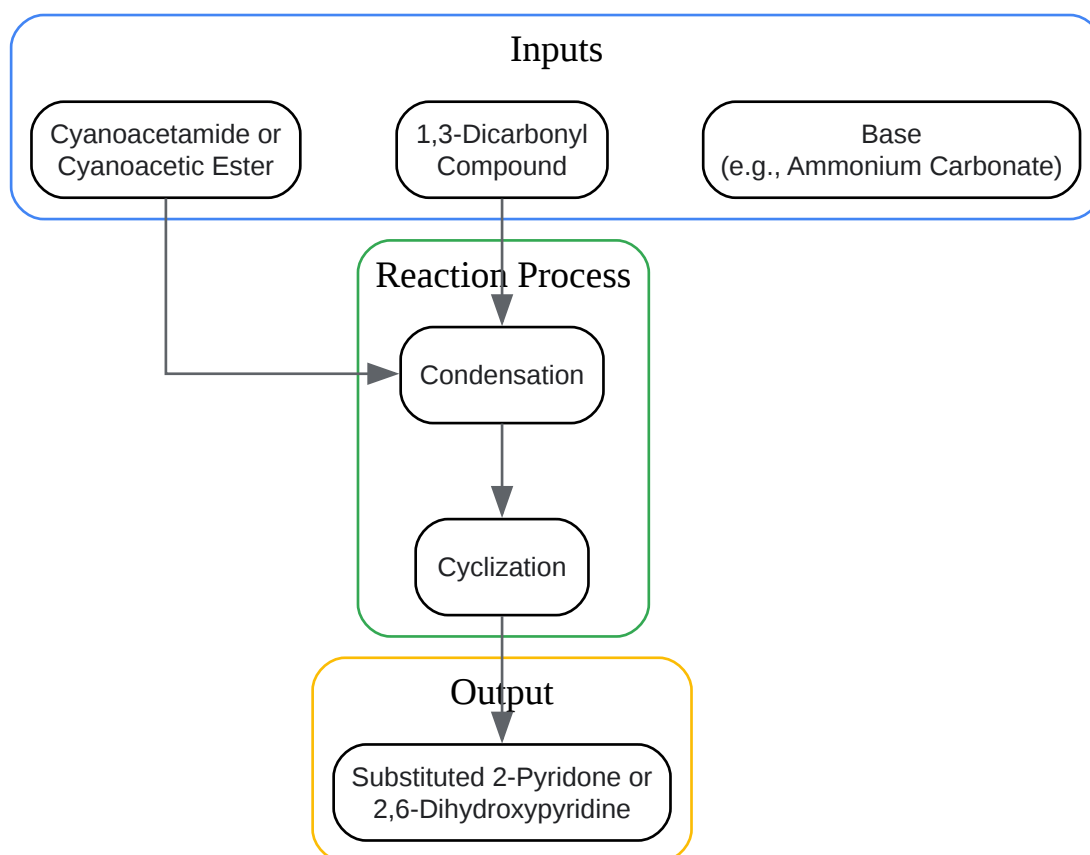 Inputs
Cyanoacetamide or
Cyanoacetic Ester
1,3-Dicarbonyl
Compound
Base
(e.g., Ammonium Carbonate)
Reaction Process
Condensation
Cyclization
Output
Substituted 2-Pyridone or
2,6-Dihydroxypyridine